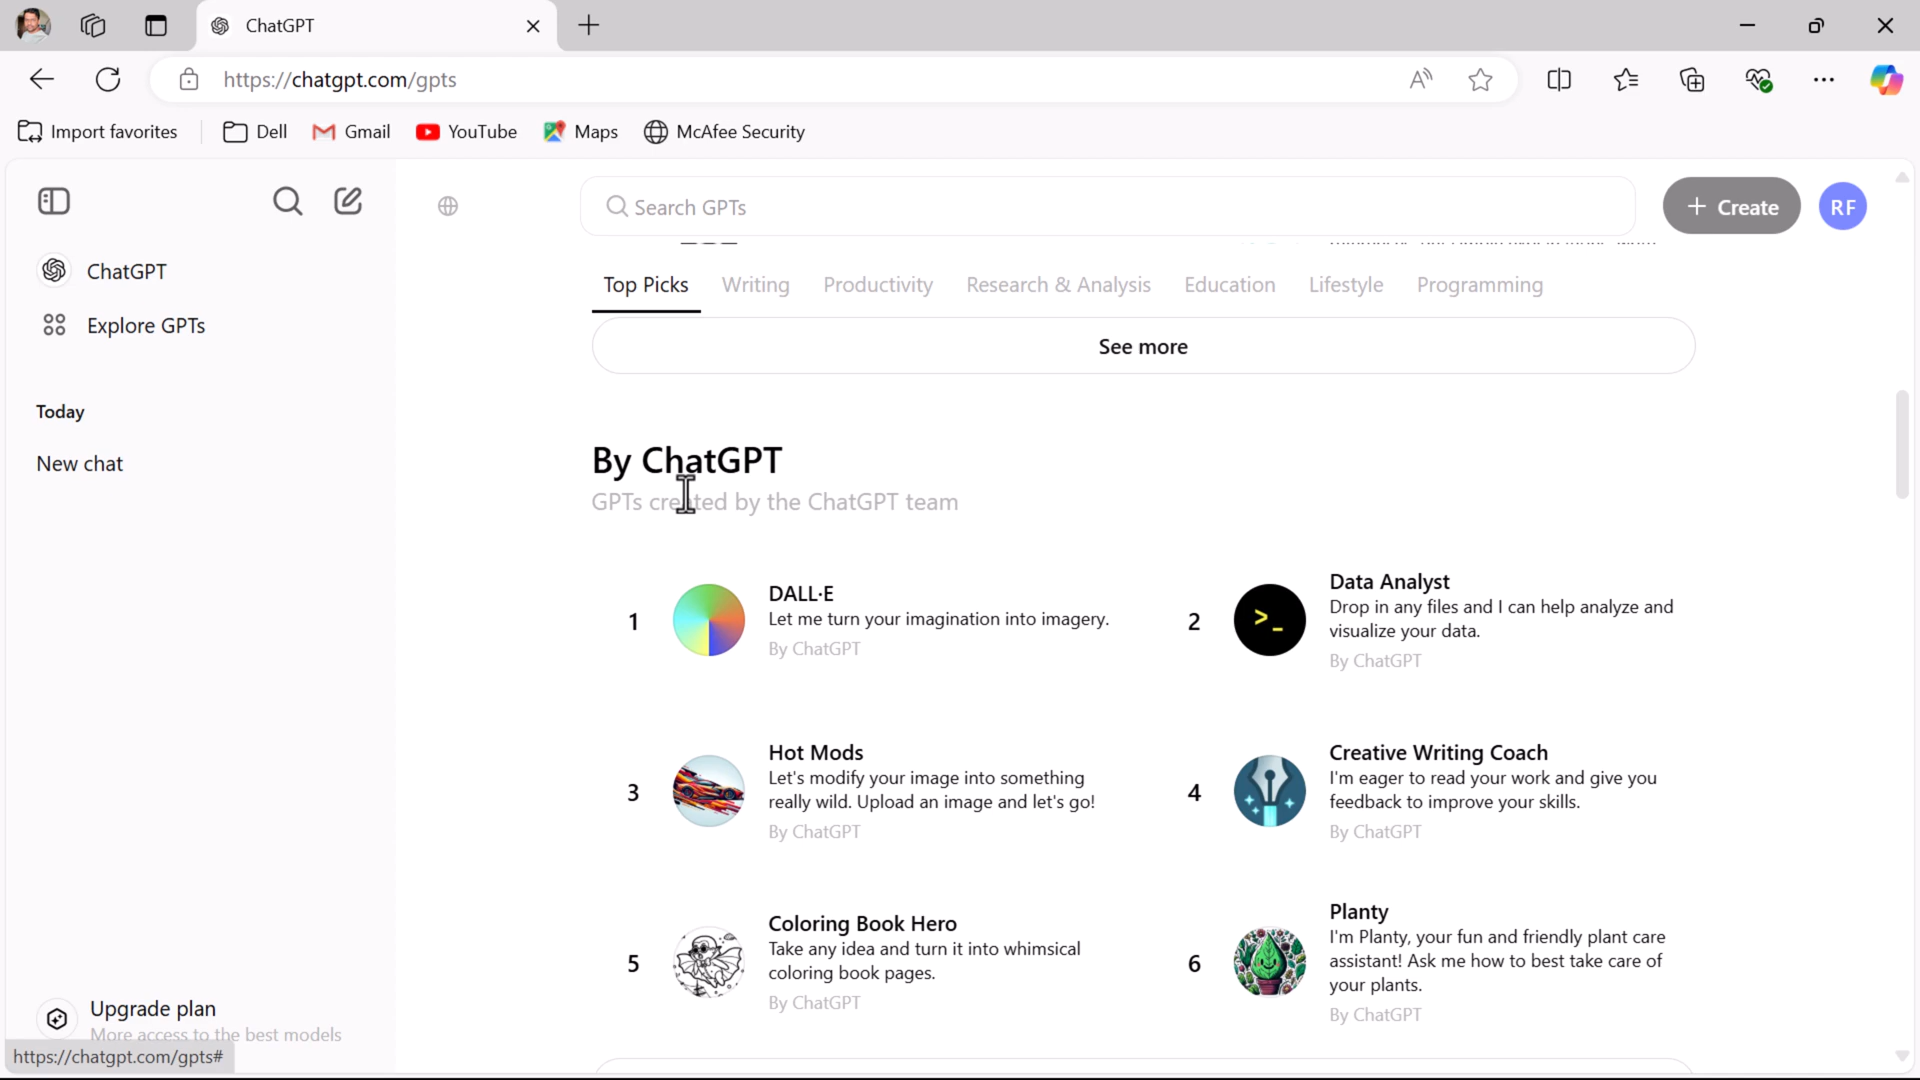 ChatGPT
https://chatgpt.com/gpts
Import favorites
Dell
Gmail
YouTube
Maps
McAfee Security
Search GPTs
+ Create
RF
ChatGPT
Explore GPTs
Today
New chat
Top Picks
Writing
Productivity
Research & Analysis
Education
Lifestyle
Programming
See more
By ChatGPT
GPTs created by the ChatGPT team
1
DALL·E
Let me turn your imagination into imagery.
By ChatGPT
2
>_
Data Analyst
Drop in any files and I can help analyze and
visualize your data.
By ChatGPT
3
Hot Mods
Let's modify your image into something
really wild. Upload an image and let's go!
By ChatGPT
4
Creative Writing Coach
I'm eager to read your work and give you
feedback to improve your skills.
By ChatGPT
5
Coloring Book Hero
Take any idea and turn it into whimsical
coloring book pages.
By ChatGPT
6
Planty
I'm Planty, your fun and friendly plant care
assistant! Ask me how to best take care of
your plants.
By ChatGPT
Upgrade plan
More access to the best models
https://chatgpt.com/gpts#